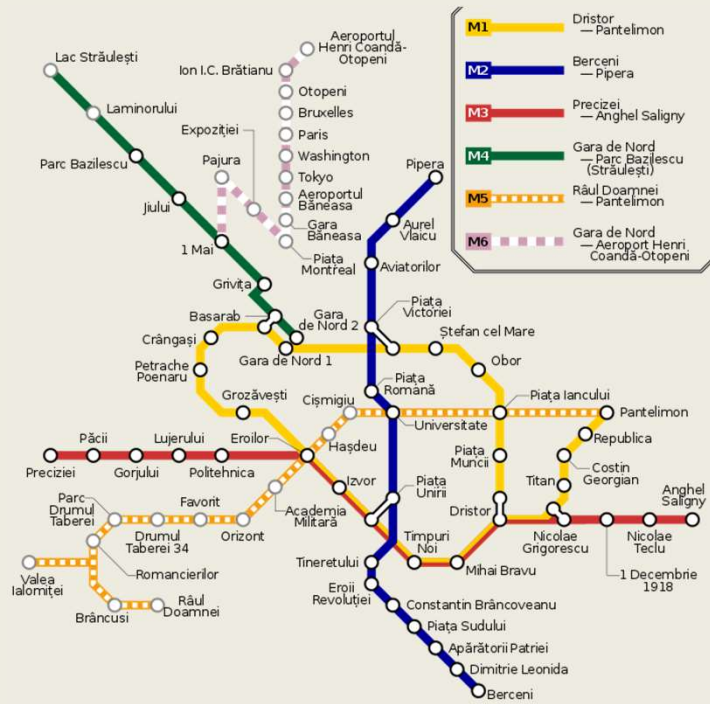 Aeroportul
Henri Coandă-
Otopeni
Lac Străulești
Ion I.C. Brătianu
Otopeni
Laminorului
Bruxelles
Expoziției
Paris
Parc Bazilescu
Pajura
Washington
Pipera
Tokyo
Jiului
Aeroportul
Băneasa
Aurel
Vlaicu
Gara
Băneasa
1 Mai
Piața
Montreal
Aviatorilor
Grivița
Basarab
Gara
de Nord 2
Piața
Victoriei
Crângași
Gara de Nord 1
Ștefan cel Mare
Obor
Petrache
Poenaru
Piața
Romană
Piața Iancului
Grozăvești
Cișmigiu
Universitate
Pantelimon
Păcii
Lujerului
Eroilor
Hașdeu
Republica
Preciziei
Gorjului
Politehnica
Izvor
Piața
Muncii
Costin
Georgian
Piața
Unirii
Titan
Anghel
Saligny
Parc
Drumul
Taberei
Favorit
Academia
Militară
Dristor
Drumul
Taberei 34
Orizont
Timpuri
Noi
Nicolae
Grigorescu
Nicolae
Teclu
Valea
Ialomiței
Romancierilor
Tineretului
Mihai Bravu
1 Decembrie
1918
Eroii
Revoluției
Brâncusi
Râul
Doamnei
Constantin Brâncoveanu
Piața Sudului
Apărătorii Patriei
Dimitrie Leonida
Berceni
M1
Dristor
—Pantelimon
M2
Berceni
—Pipera
M3
Precizei
—Anghel Saligny
M4
Gara de Nord
—Parc Bazilescu
(Străulești)
M5
Râul Doamnei
—Pantelimon
M6
Gara de Nord
—Aeroport Henri
Coandă-Otopeni